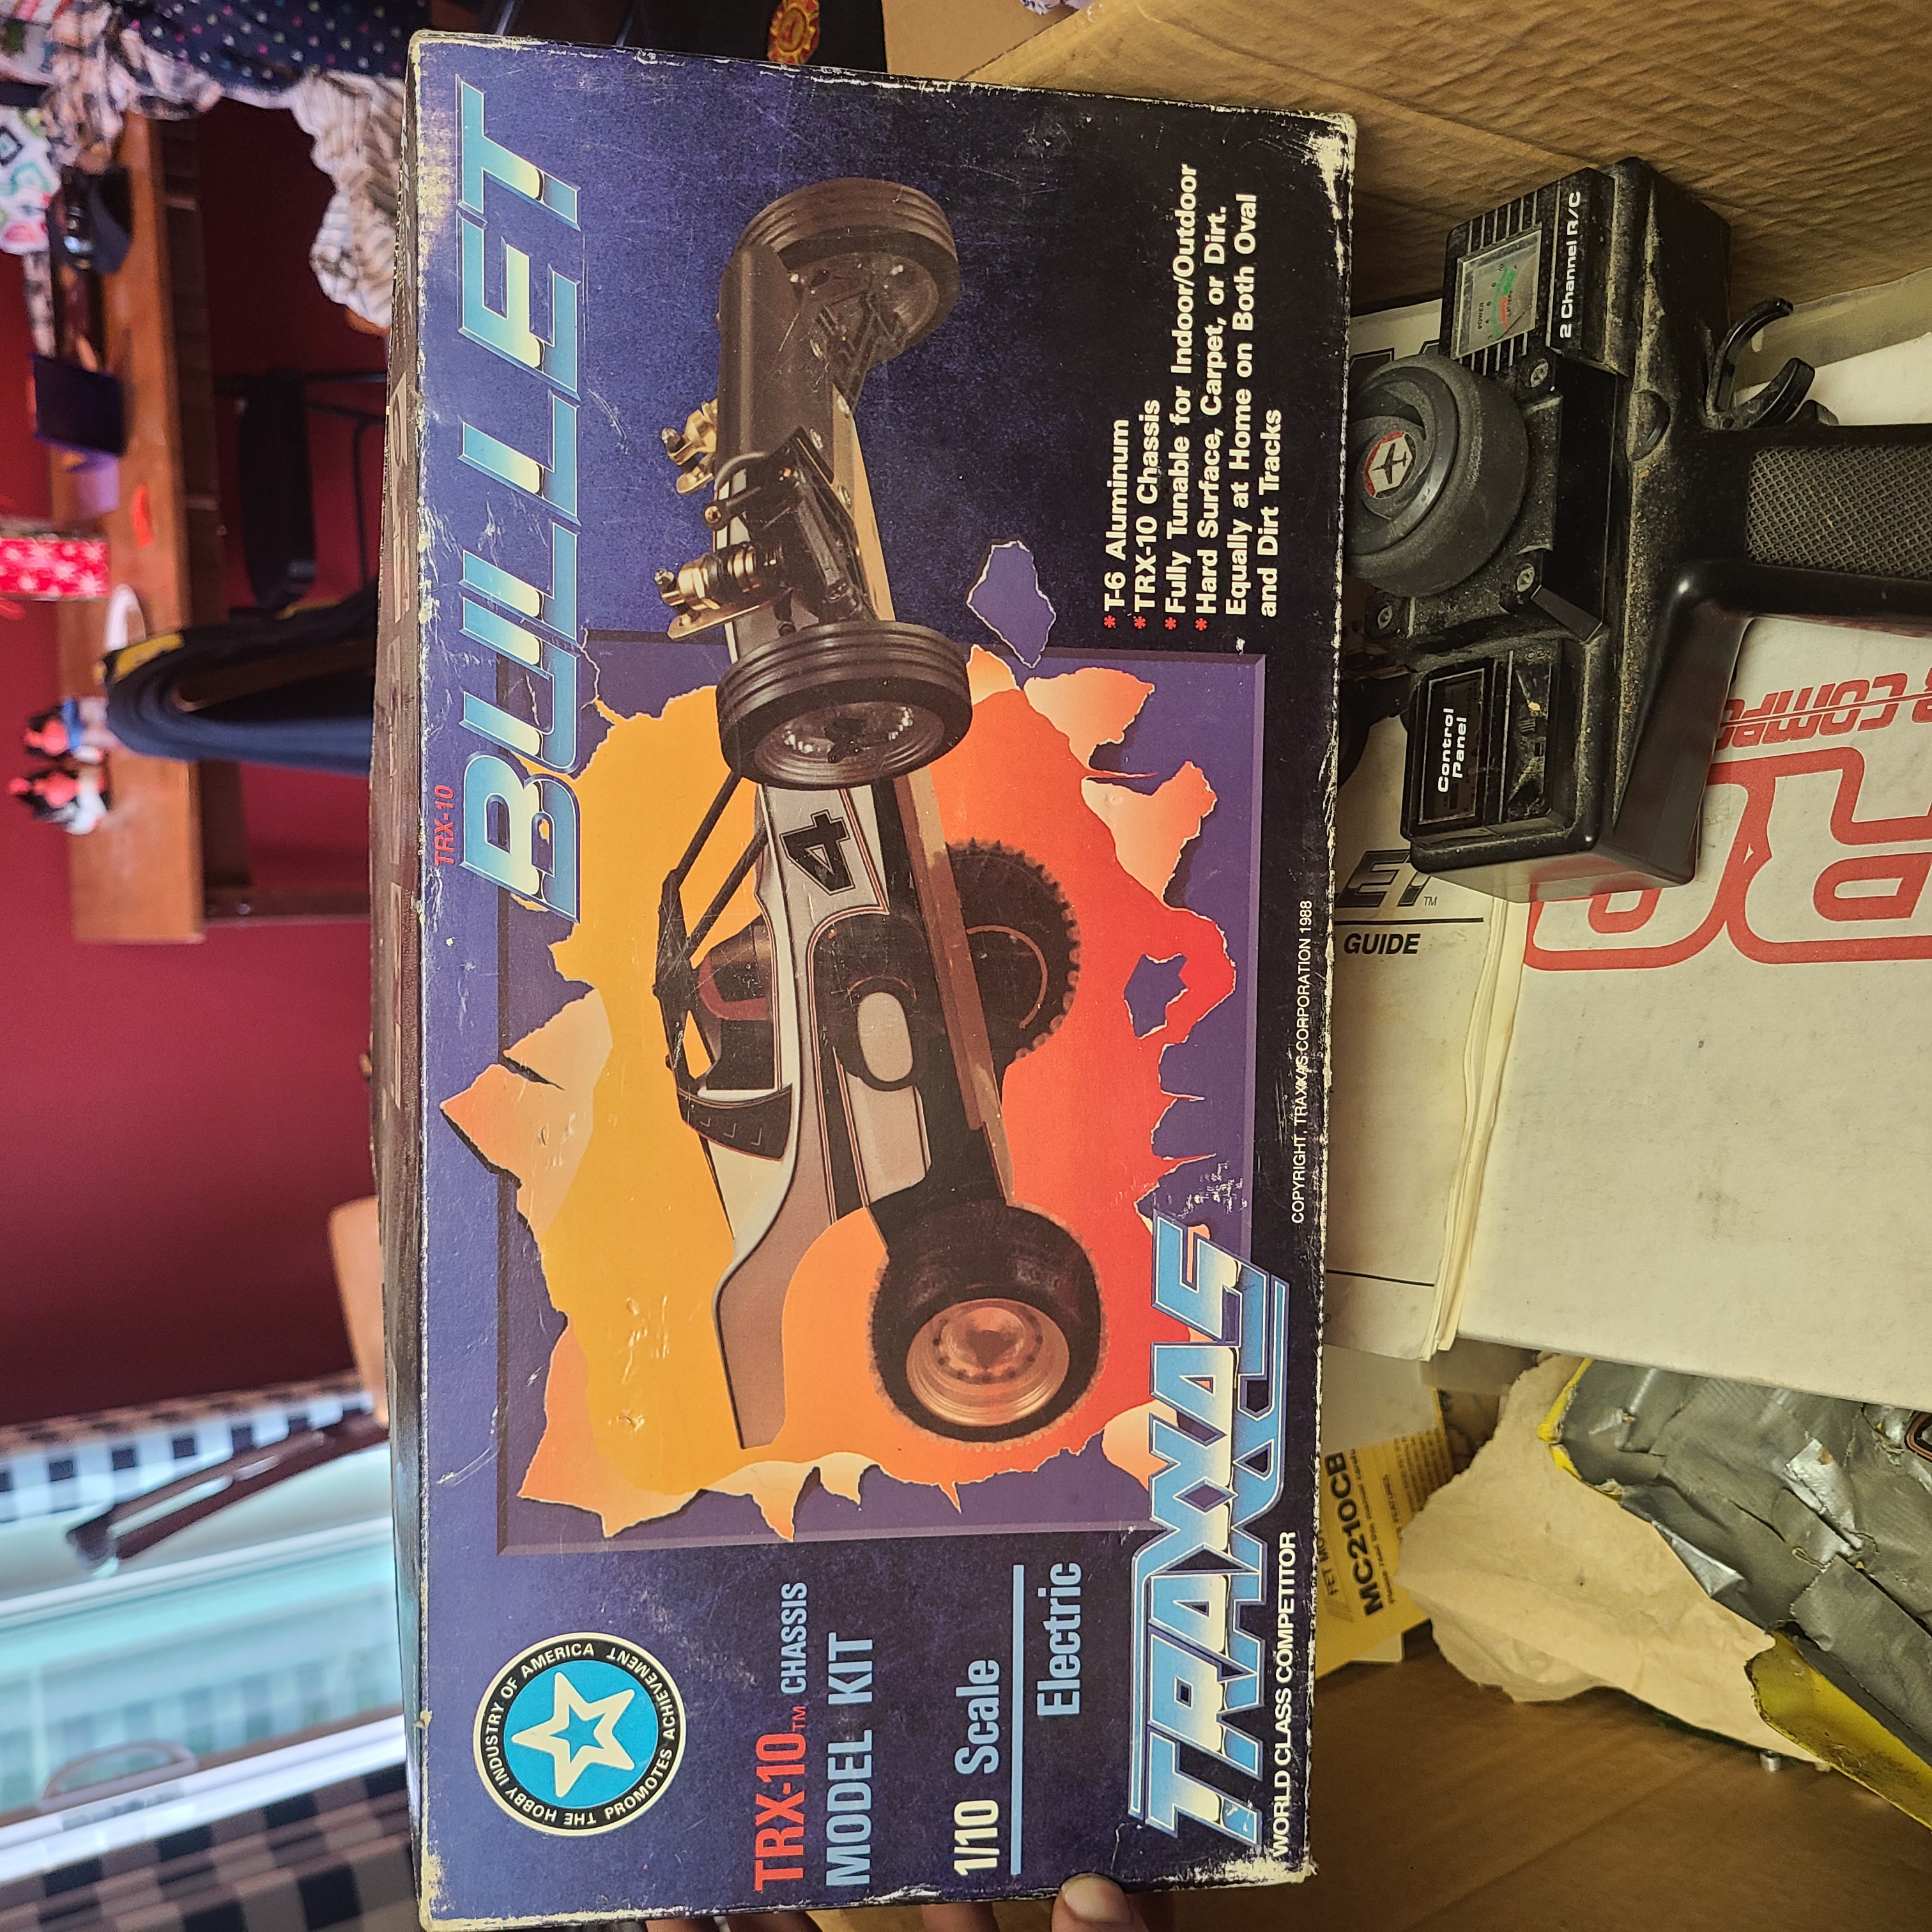 TRX-10
BULLET
THE HOBBY INDUSTRY OF AMERICA
PROMOTES ACHIEVEMENT
TRX-10™ CHASSIS
MODEL KIT
1/10 Scale
Electric
4
* T-6 Aluminum
* TRX-10 Chassis
* Fully Tunable for Indoor/Outdoor
* Hard Surface, Carpet, or Dirt.
Equally at Home on Both Oval
and Dirt Tracks
TRAXXAS
WORLD CLASS COMPETITOR
COPYRIGHT, TRAXXAS CORPORATION 1988
POWER
2 Channel R/C
Control
Panel
ET™
GUIDE
MC210CB